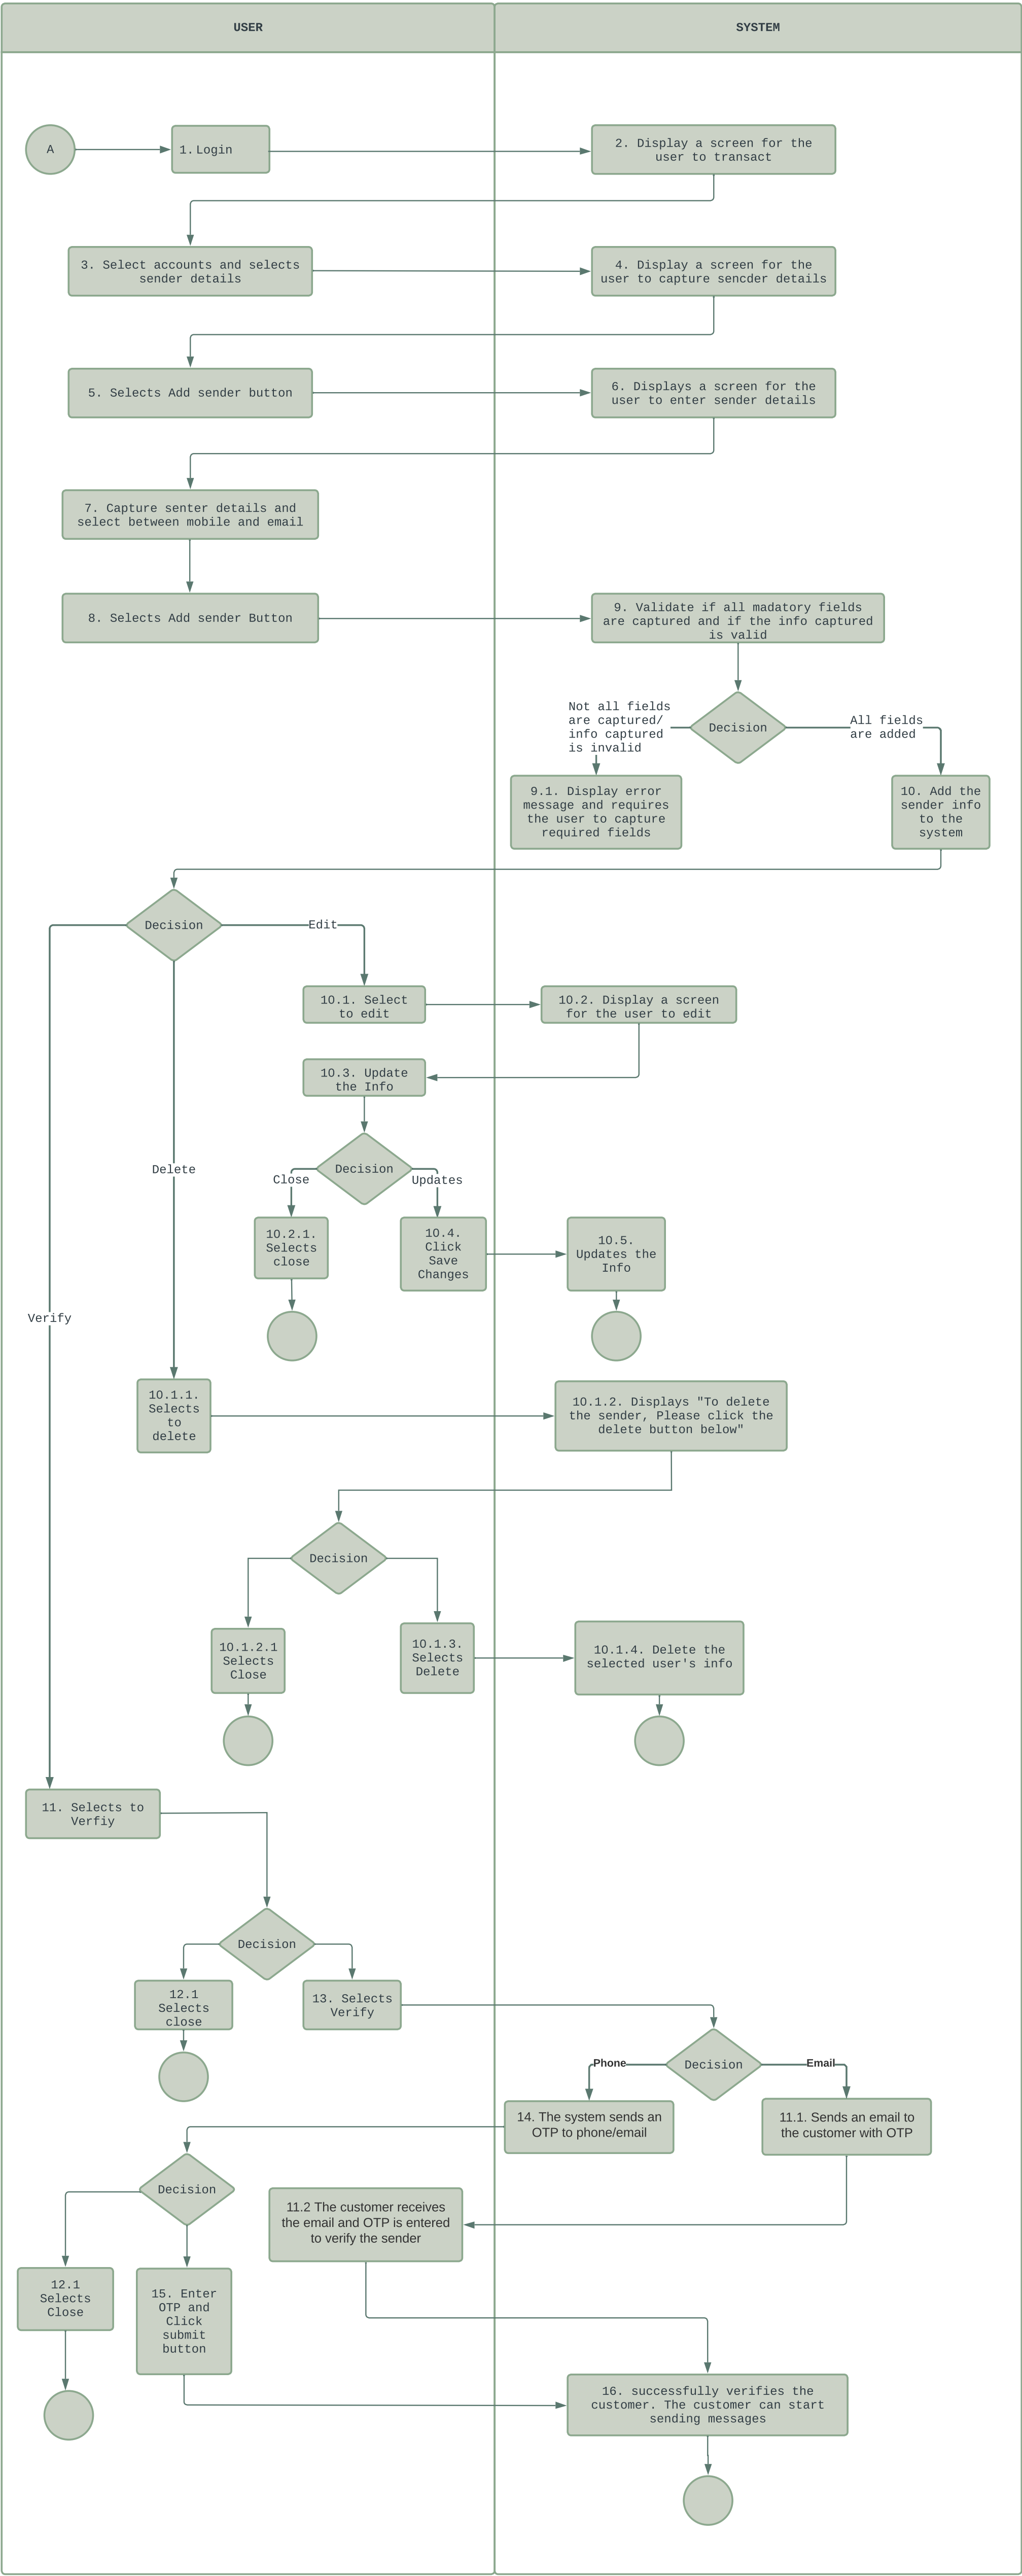 USER
SYSTEM
A
1. Login
2. Display a screen for the
user to transact
3. Select accounts and selects
sender details
4. Display a screen for the
user to capture sencder details
5. Selects Add sender button
6. Displays a screen for the
user to enter sender details
7. Capture senter details and
select between mobile and email
8. Selects Add sender Button
9. Validate if all madatory fields
are captured and if the info captured
is valid
Not all fields
are captured/
info captured
is invalid
Decision
All fields
are added
9.1. Display error
message and requires
the user to capture
required fields
10. Add the
sender info
to the
system
Decision
Edit
10.1. Select
to edit
10.2. Display a screen
for the user to edit
10.3. Update
the Info
Delete
Decision
Close
Updates
10.2.1.
Selects
close
10.4.
Click
Save
Changes
10.5.
Updates the
Info
Verify
10.1.1.
Selects
to
delete
10.1.2. Displays "To delete
the sender, Please click the
delete button below"
Decision
10.1.2.1
Selects
Close
10.1.3.
Selects
Delete
10.1.4. Delete the
selected user's info
11. Selects to
Verfiy
Decision
12.1
Selects
close
13. Selects
Verify
Phone
Decision
Email
14. The system sends an
OTP to phone/email
11.1. Sends an email to
the customer with OTP
Decision
11.2 The customer receives
the email and OTP is entered
to verify the sender
12.1
Selects
Close
15. Enter
OTP and
Click
submit
button
16. successfully verifies the
customer. The customer can start
sending messages